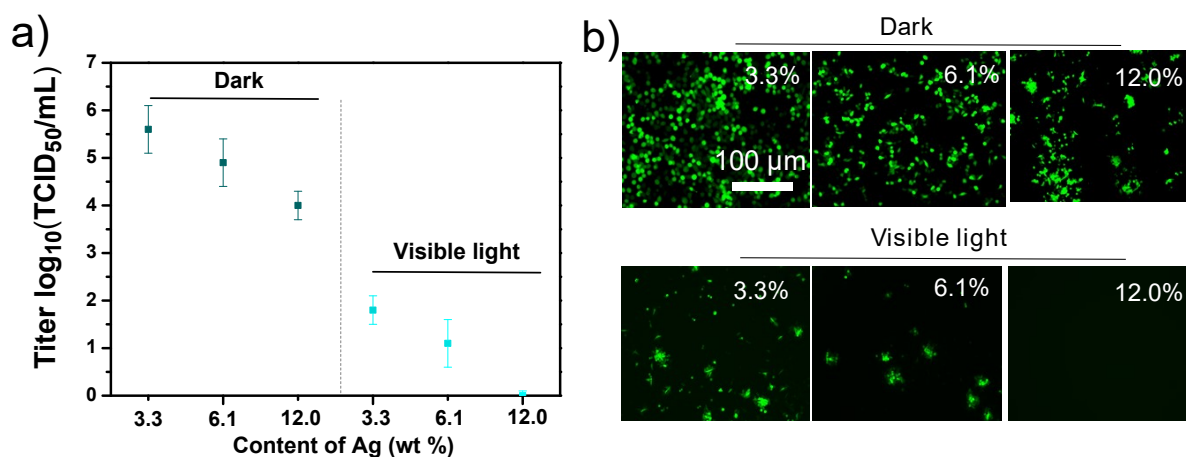 a)
Titer log10(TCID50/mL)
7
6
5
4
3
2
1
0
Dark
Visible light
3.3 6.1 12.0 3.3 6.1 12.0
Content of Ag (wt %)
b)
Dark
3.3% 6.1% 12.0%
100 µm
Visible light
3.3% 6.1% 12.0%